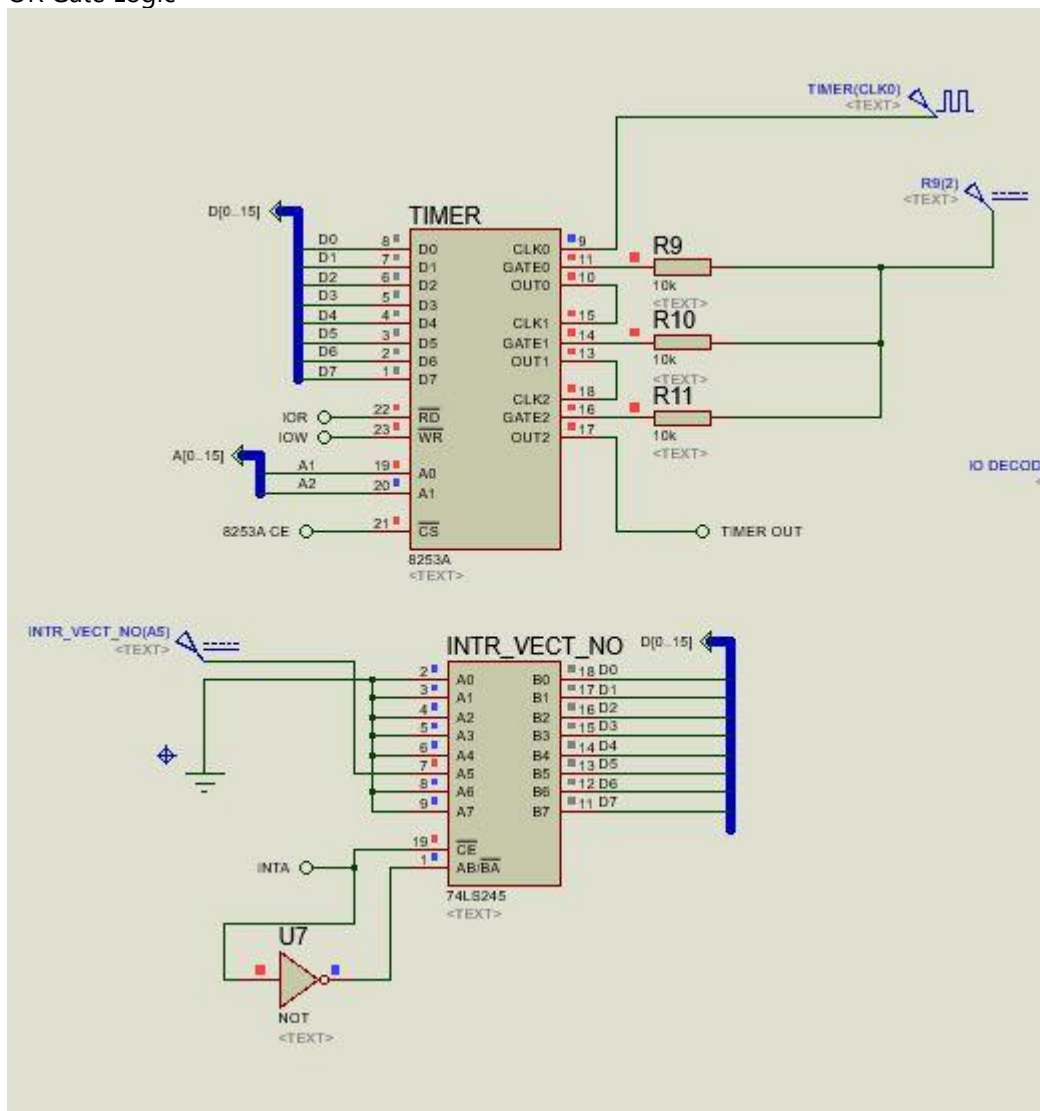 TIMER(CLK0)
<TEXT>
R9(2)
<TEXT>
D[0..15]
TIMER
D0 8 D0 CLK0 9
D1 7 D1 GATE0 11
D2 6 D2 OUT0 10
D3 5 D3
D4 4 D4 CLK1 15
D5 3 D5 GATE1 14
D6 2 D6 OUT1 13
D7 1 D7
CLK2 18
IOR 22 RD GATE2 16
IOW 23 WR OUT2 17
R9
10k
<TEXT>
R10
10k
<TEXT>
R11
10k
<TEXT>
A[0..15]
A1 19 A0
A2 20 A1
8253A CE 21 CS
TIMER OUT
8253A
<TEXT>
IO DECOD
INTR_VECT_NO(A5)
<TEXT>
INTR_VECT_NO
D[0..15]
2 A0 B0 18 D0
3 A1 B1 17 D1
4 A2 B2 16 D2
5 A3 B3 15 D3
6 A4 B4 14 D4
7 A5 B5 13 D5
8 A6 B6 12 D6
9 A7 B7 11 D7
19 CE
INTA 1 AB/BA
74LS245
<TEXT>
U7
NOT
<TEXT>